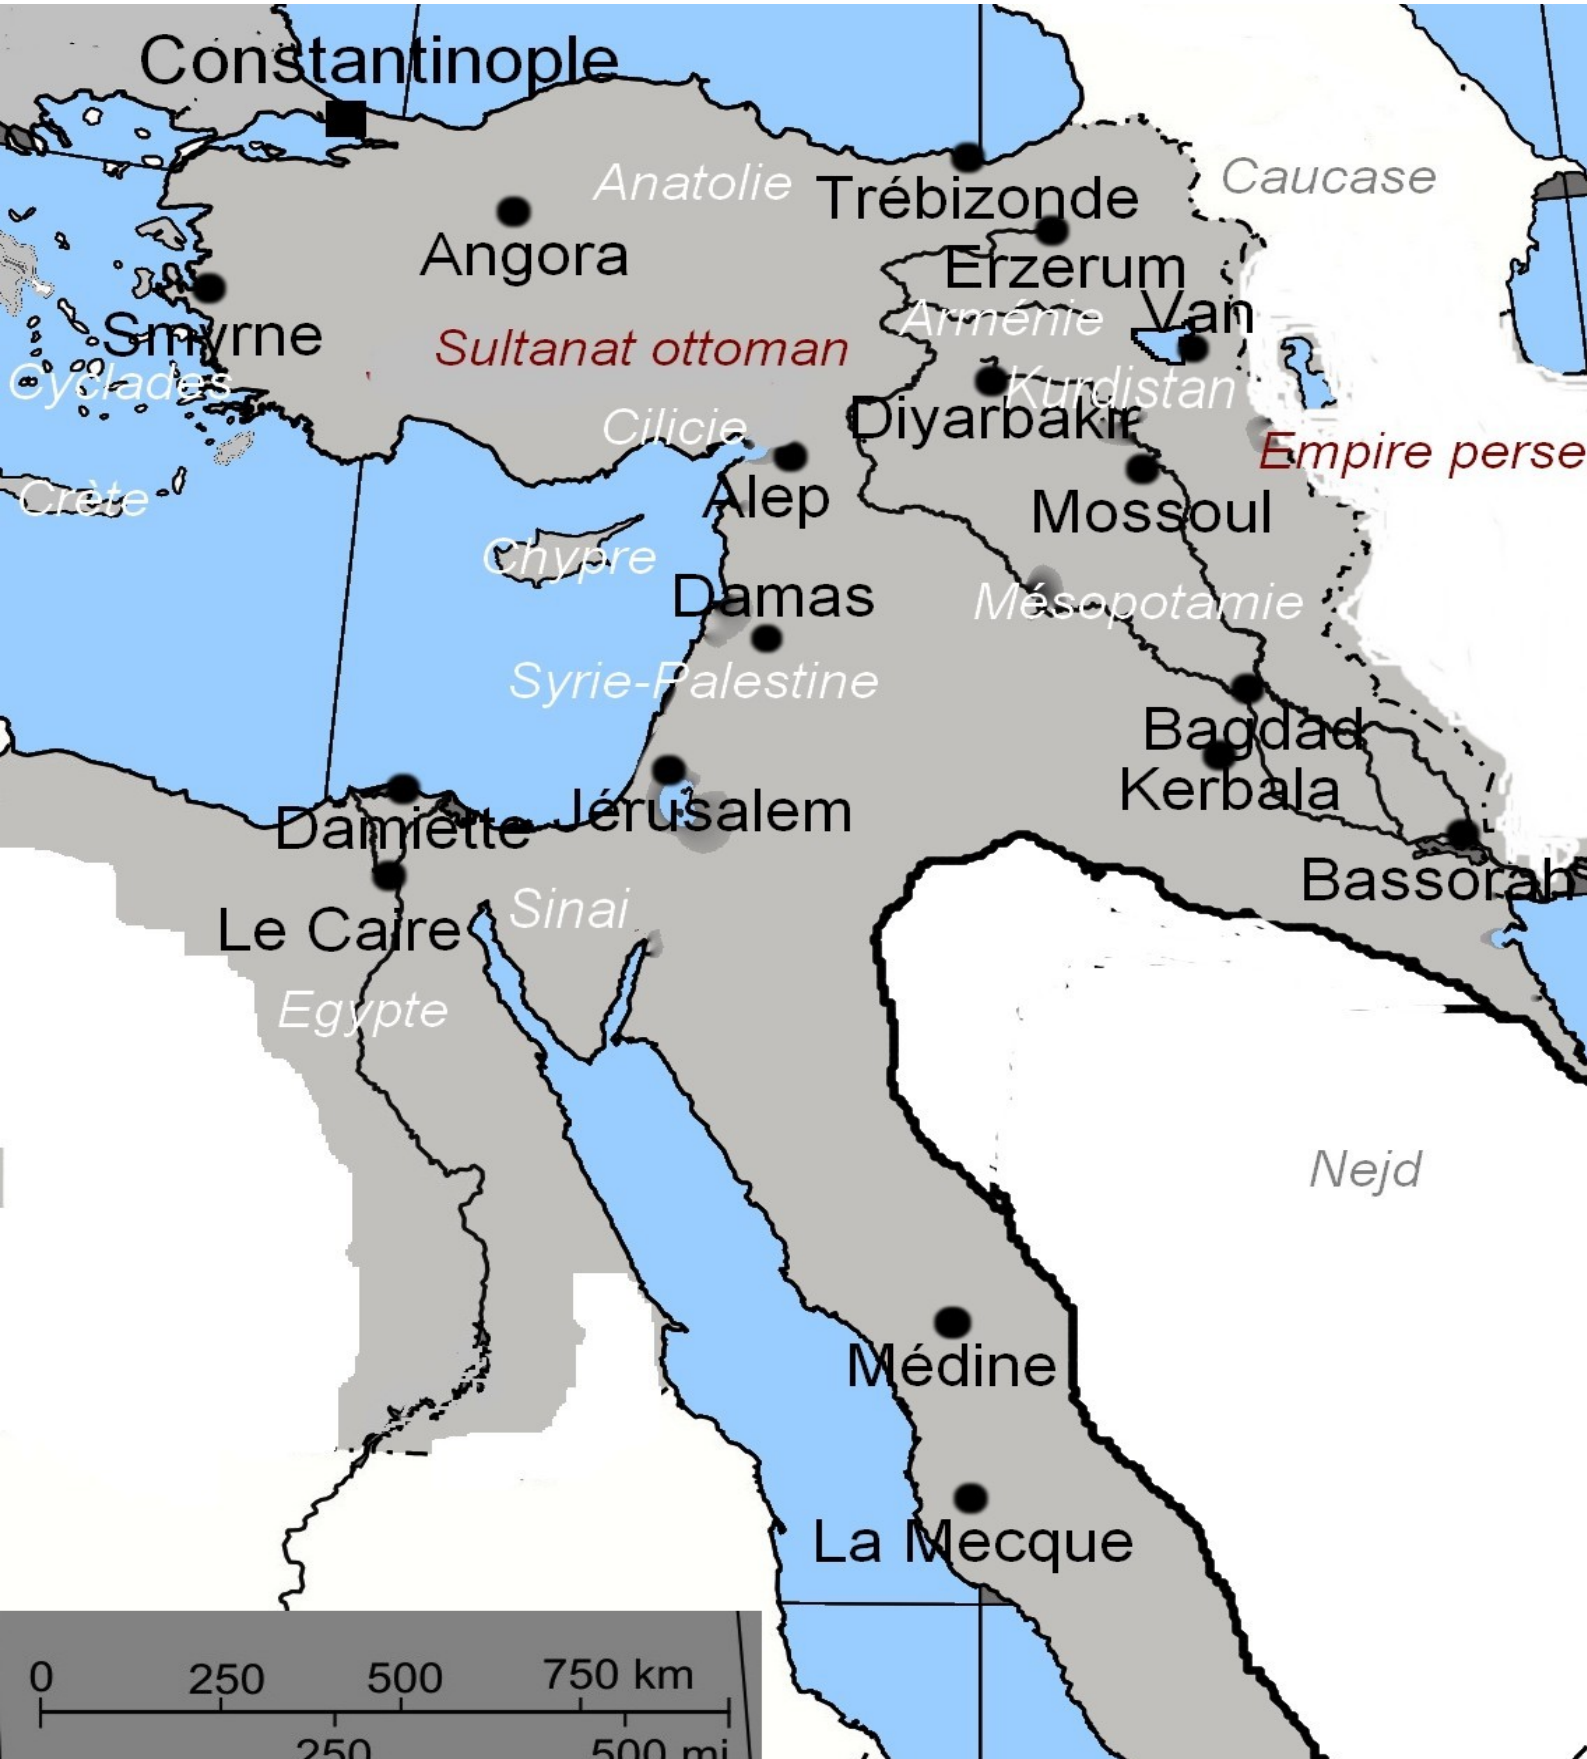 Constantinople
Caucase
Anatolie
Trébizonde
Angora
Erzerum
Smyrne
Arménie
Van
Sultanat ottoman
Cyclades
Kurdistan
Cilicie
Diyarbakir
Empire perse
Crète
Alep
Mossoul
Chypre
Damas
Mésopotamie
Syrie-Palestine
Bagdad
Kerbala
Damiette
Jérusalem
Bassorah
Le Caire
Sinai
Egypte
Nejd
Médine
La Mecque
0 250 500 750 km
250 500 mi